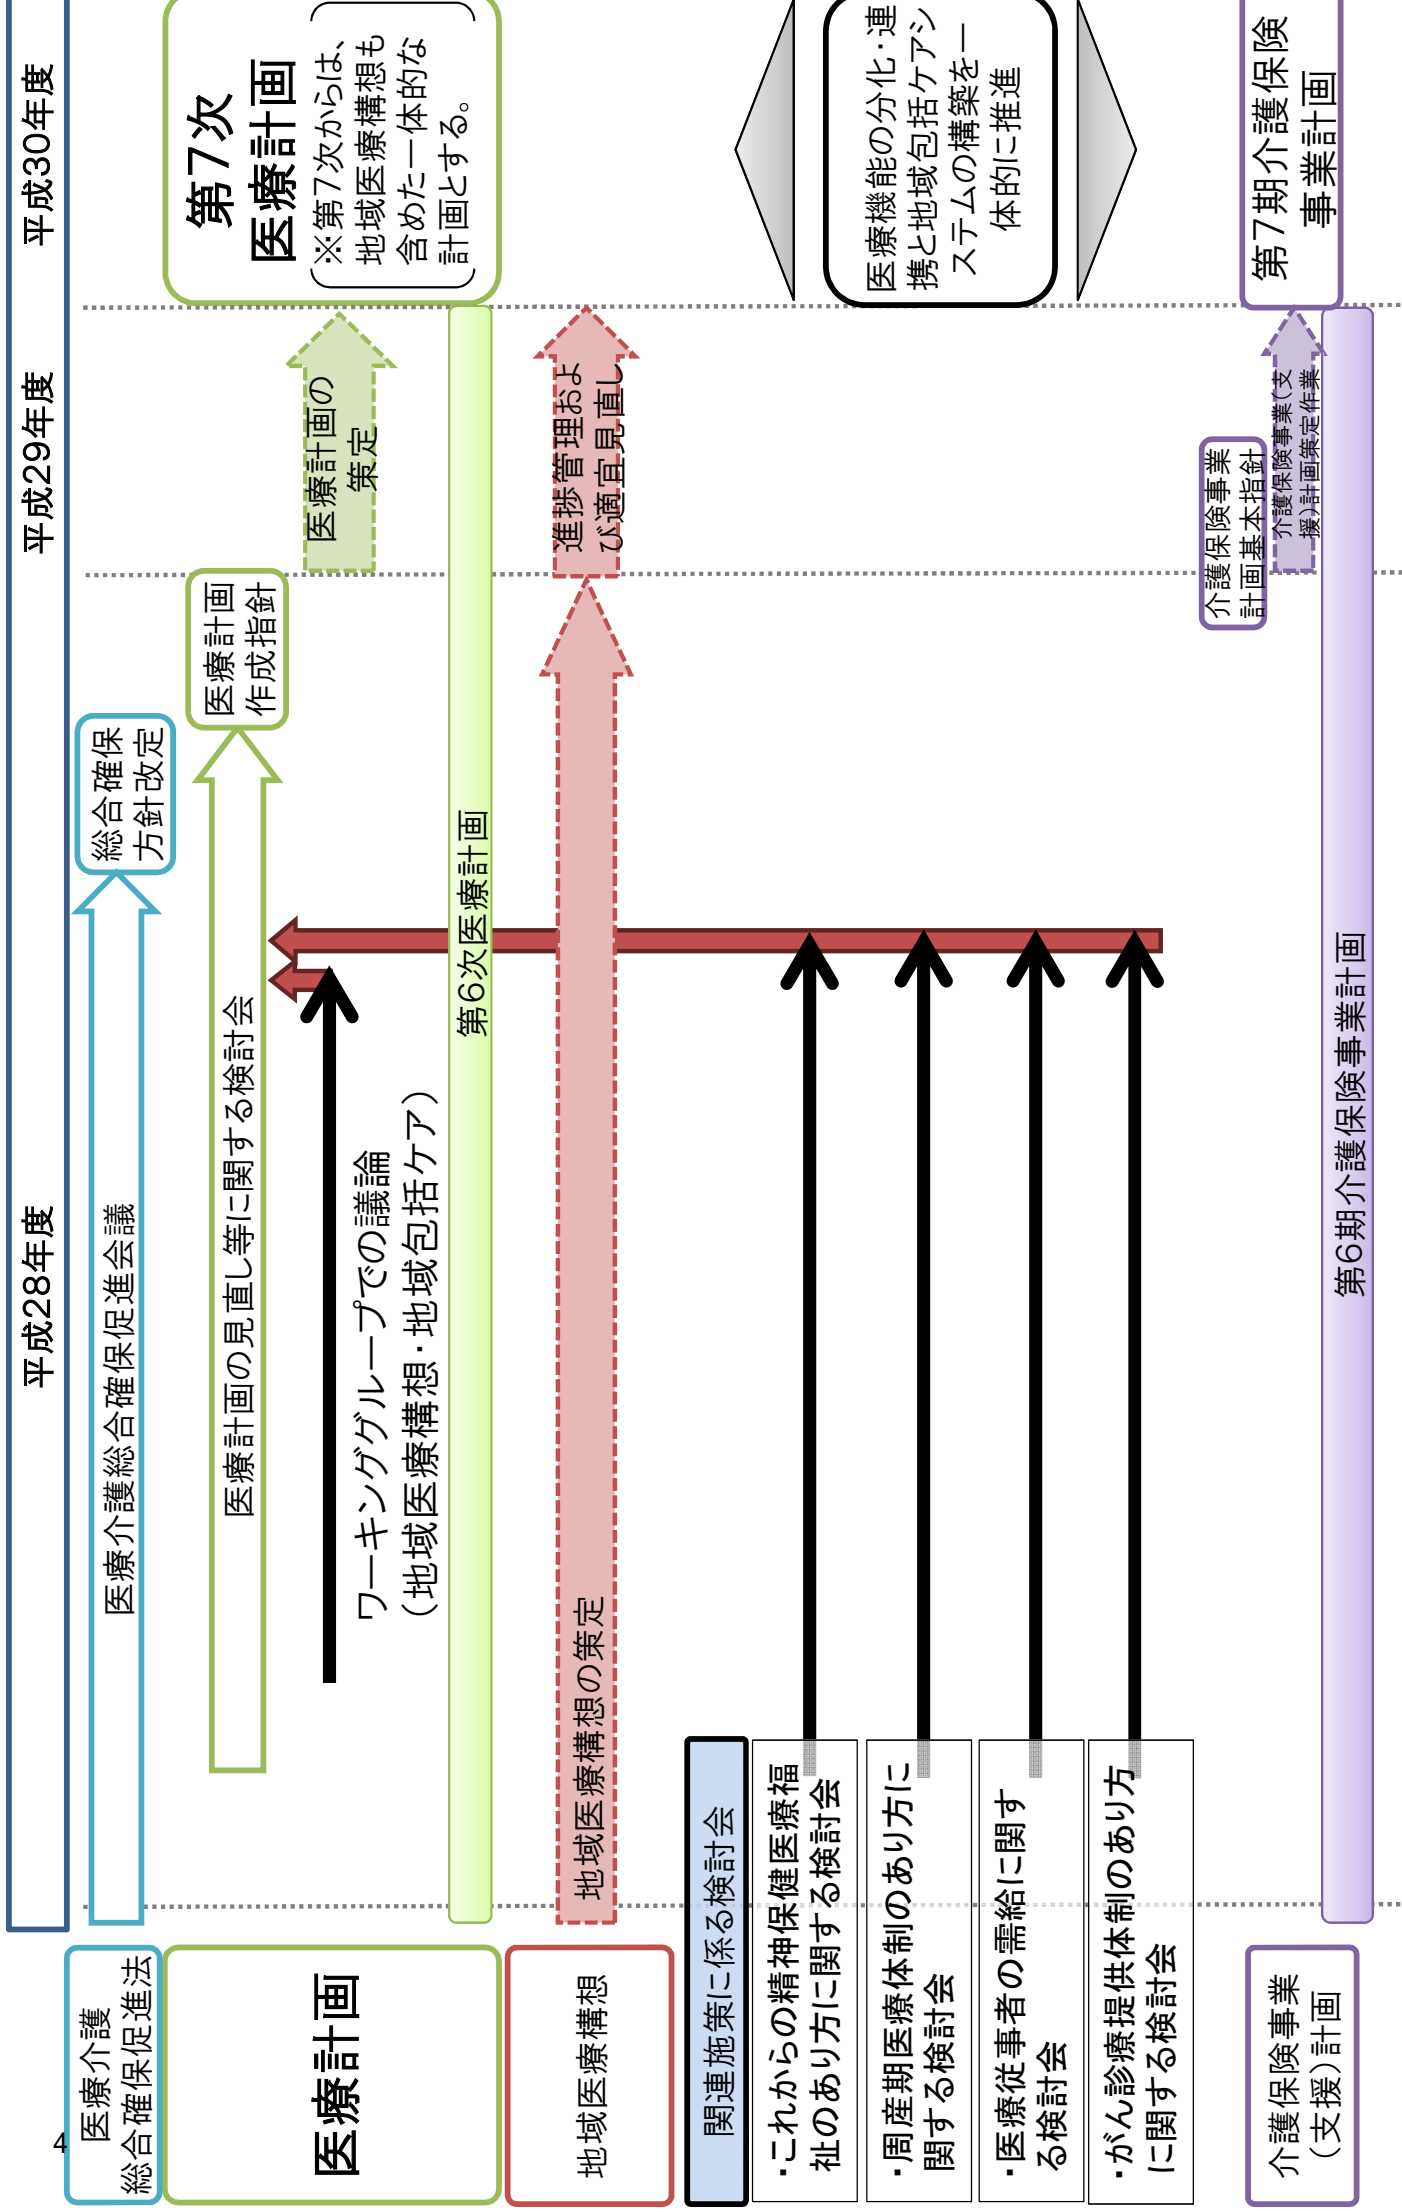 平成28年度
平成29年度
平成30年度
医療介護
総合確保促進法
医療介護総合確保促進会議
総合確保
方針改定
医療計画
医療計画の見直し等に関する検討会
医療計画
作成指針
医療計画の
策定
第7次
医療計画
※第7次からは、
地域医療構想も
含めた一体的な
計画とする。
ワーキンググループでの議論
（地域医療構想・地域包括ケア）
第6次医療計画
地域医療構想
地域医療構想の策定
進捗管理およ
び適宜見直し
関連施策に係る検討会
・これからの精神保健医療福
祉のあり方に関する検討会
・周産期医療体制のあり方に
関する検討会
・医療従事者の需給に関す
る検討会
・がん診療提供体制のあり方
に関する検討会
医療機能の分化・連
携と地域包括ケアシ
ステムの構築を一
体的に推進
介護保険事業
（支援）計画
介護保険事業
計画基本指針
介護保険事業（支
援）計画策定作業
第6期介護保険事業計画
第7期介護保険
事業計画
4